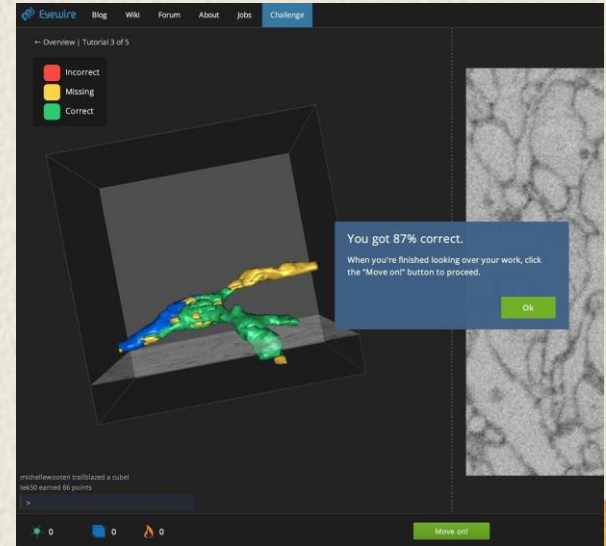 Eyewire Blog Wiki Forum About Jobs Challenge
← Overview | Tutorial 3 of 5
Incorrect
Missing
Correct
You got 87% correct.
When you're finished looking over your work, click
the "Move on!" button to proceed.
Ok
michellewooten trailblazed a cube!
tek50 earned 66 points
>
0 0 0 Move on!